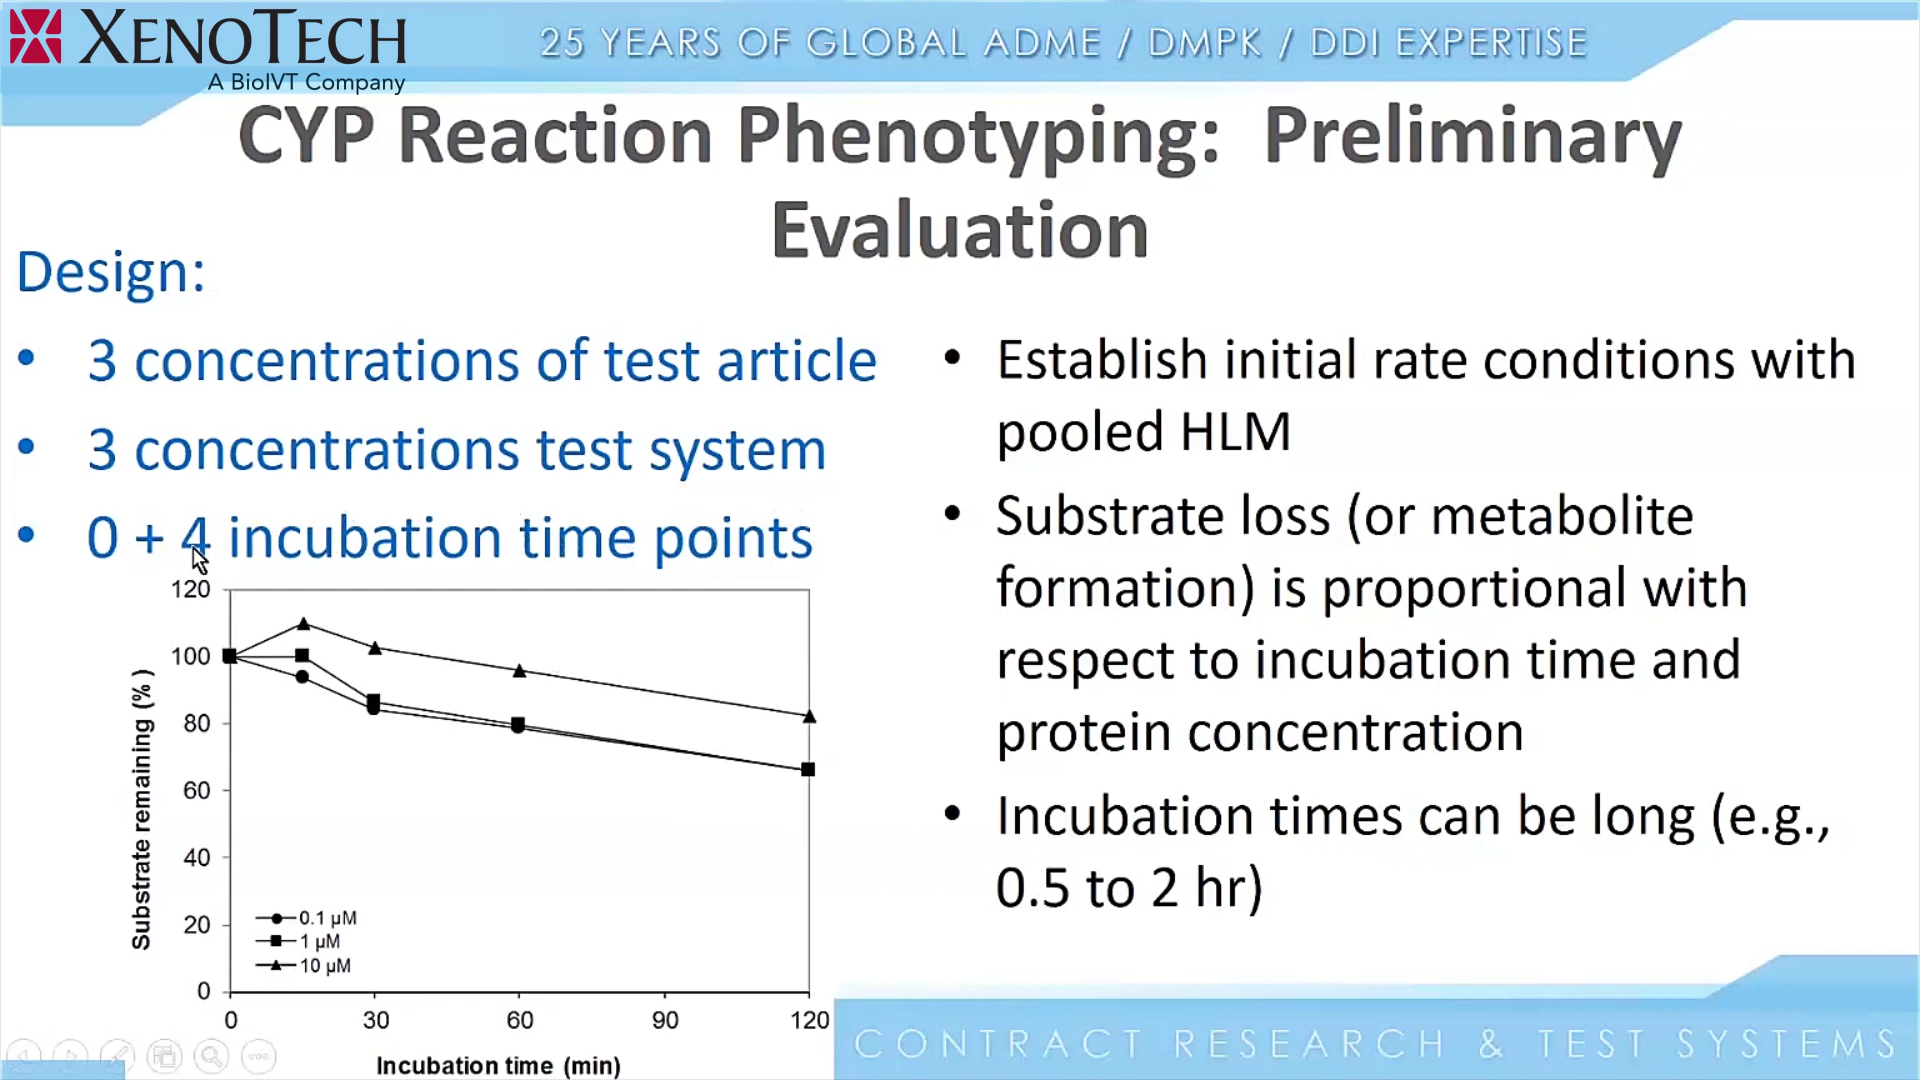 XENOTECH
A BioIVT Company
25 YEARS OF GLOBAL ADME / DMPK / DDI EXPERTISE
CYP Reaction Phenotyping:  Preliminary
Evaluation
Design:
• 3 concentrations of test article
• 3 concentrations test system
• 0 + 4 incubation time points
120
100
80
60
40
20
0
Substrate remaining (% )
0.1 µM
1 µM
10 µM
0 30 60 90 120
Incubation time (min)
• Establish initial rate conditions with
pooled HLM
• Substrate loss (or metabolite
formation) is proportional with
respect to incubation time and
protein concentration
• Incubation times can be long (e.g.,
0.5 to 2 hr)
CONTRACT RESEARCH & TEST SYSTEMS